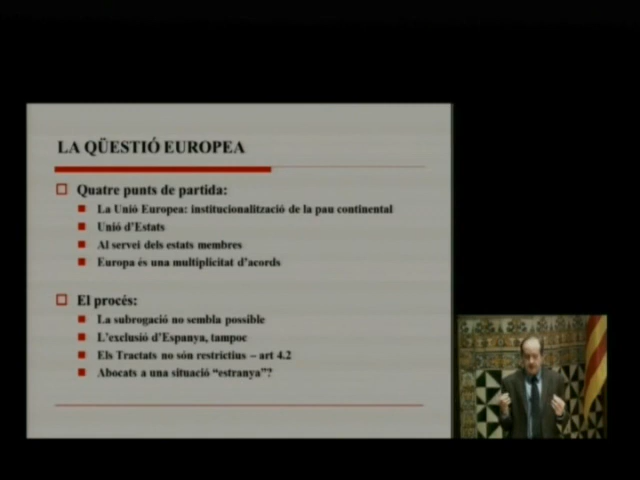 LA QÜESTIÓ EUROPEA
Quatre punts de partida:
La Unió Europea: institucionalització de la pau continental
Unió d'Estats
Al servei dels estats membres
Europa és una multiplicitat d'acords
El procés:
La subrogació no sembla possible
L'exclusió d'Espanya, tampoc
Els Tractats no són restrictius – art 4.2
Abocats a una situació “estranya”?